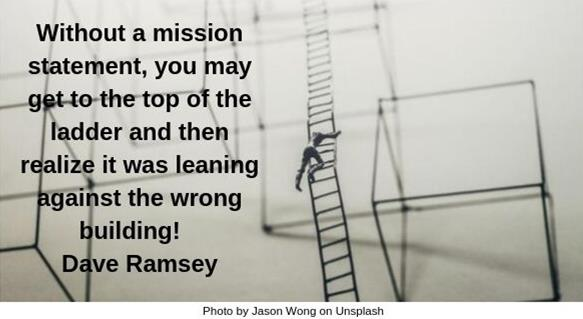 Without a mission
statement, you may
get to the top of the
ladder and then
realize it was leaning
against the wrong
building!
Dave Ramsey
Photo by Jason Wong on Unsplash